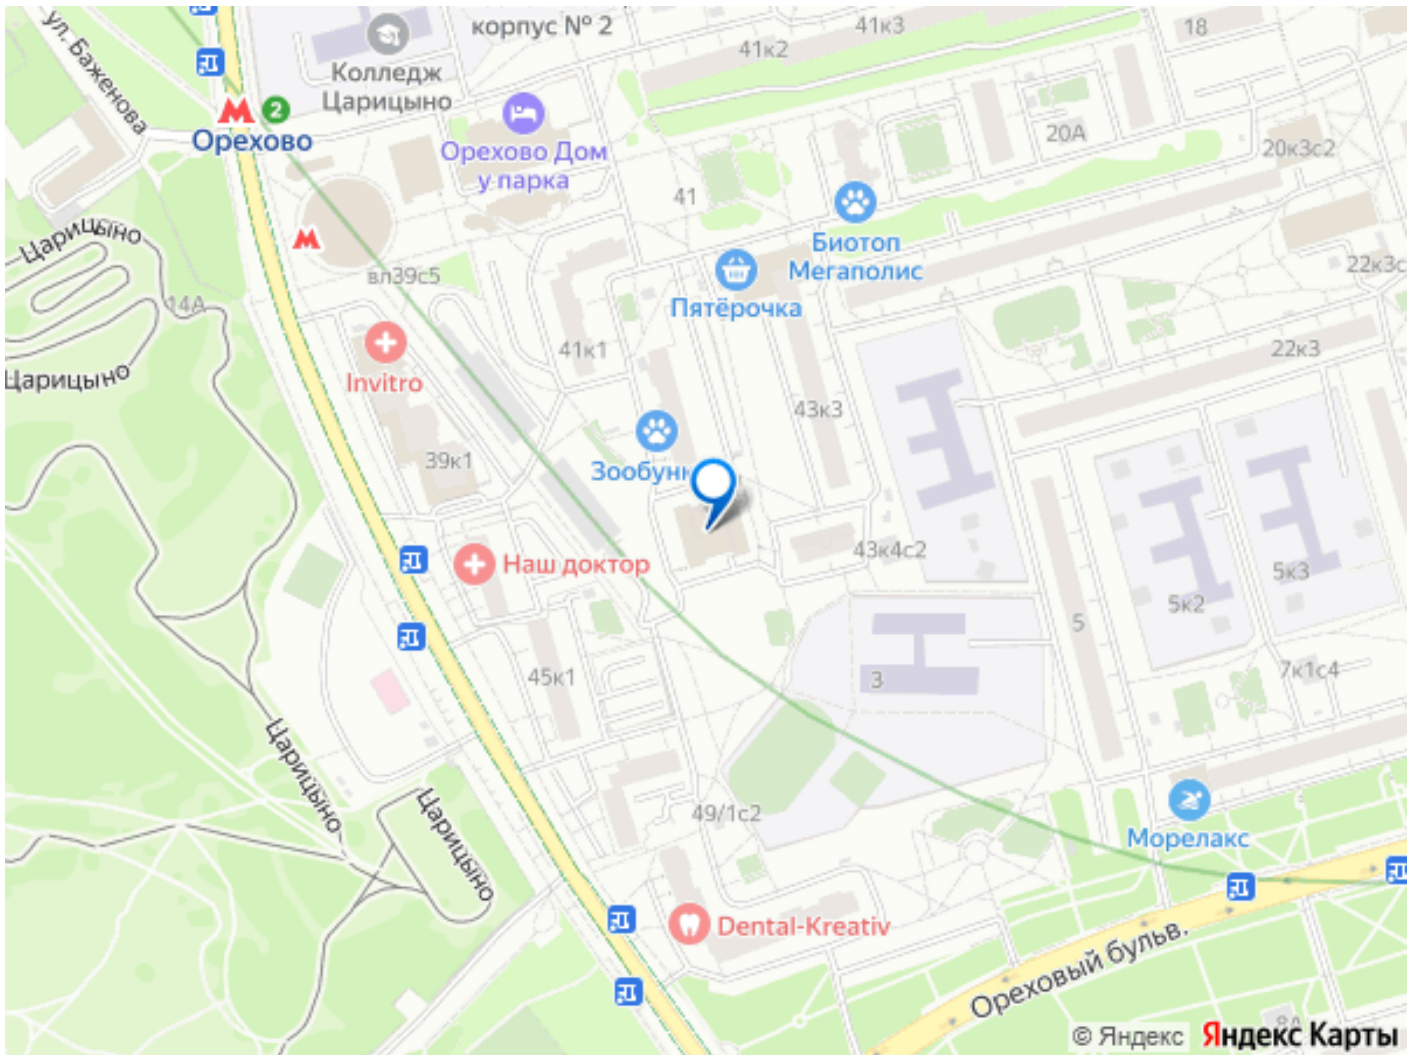 корпус № 2
41к3
18
41к2
ул. Баженова
Колледж
Царицыно
2
Орехово
20А
20к3с2
Орехово Дом
у парка
41
Царицыно
Биотоп
Мегаполис
вл39с5
22к3с
14А
Пятёрочка
41к1
22к3
Царицыно
Invitro
43к3
39к1
Зообунк
43к4с2
Наш доктор
5к3
5к2
5
45к1
3
7к1с4
Царицыно
Царицыно
49/1с2
Морелакс
Dental-Kreativ
Ореховый бульв.
8А
© Яндекс Яндекс Карты